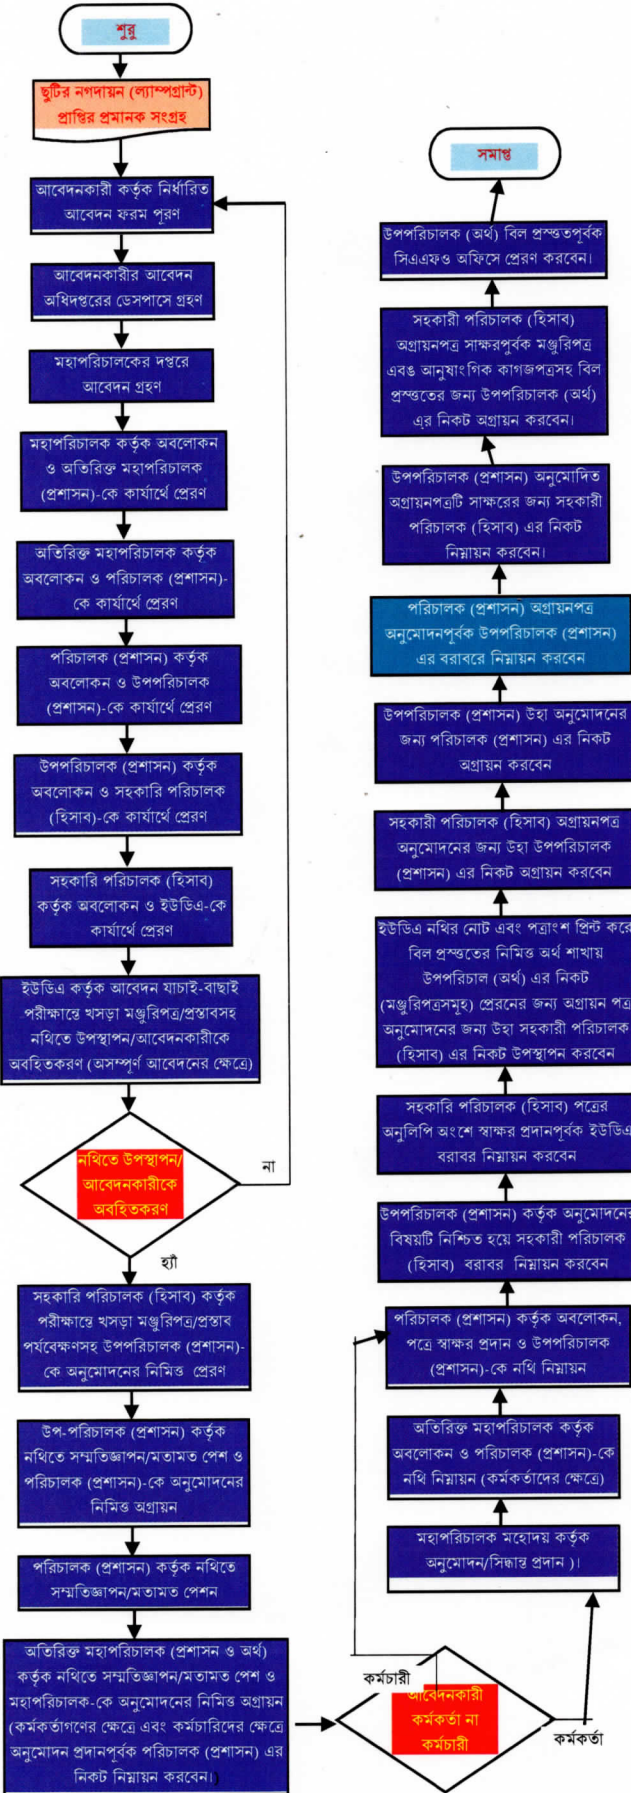 শুরু
ছুটির নগদায়ন (ল্যাম্পগ্রান্ট)
প্রাপ্তির প্রমানক সংগ্রহ
আবেদনকারী কর্তৃক নির্ধারিত
আবেদন ফরম পূরণ
আবেদনকারীর আবেদন
অধিদপ্তরের ডেসপাসে গ্রহণ
মহাপরিচালকের দপ্তরে
আবেদন গ্রহণ
মহাপরিচালক কর্তৃক অবলোকন
ও অতিরিক্ত মহাপরিচালক
(প্রশাসন)-কে কার্যার্থে প্রেরণ
অতিরিক্ত মহাপরিচালক কর্তৃক
অবলোকন ও পরিচালক (প্রশাসন)-
কে কার্যার্থে প্রেরণ
পরিচালক (প্রশাসন) কর্তৃক
অবলোকন ও উপপরিচালক
(প্রশাসন)-কে কার্যার্থে প্রেরণ
উপপরিচালক (প্রশাসন) কর্তৃক
অবলোকন ও সহকারি পরিচালক
(হিসাব)-কে কার্যার্থে প্রেরণ
সহকারি পরিচালক (হিসাব)
কর্তৃক অবলোকন ও ইউডিএ-কে
কার্যার্থে প্রেরণ
ইউডিএ কর্তৃক আবেদন যাচাই-বাছাই
পরীক্ষান্তে খসড়া মঞ্জুরিপত্র/প্রস্তাবসহ
নথিতে উপস্থাপন/আবেদনকারীকে
অবহিতকরণ (অসম্পূর্ণ আবেদনের ক্ষেত্রে)
নথিতে উপস্থাপন/
আবেদনকারীকে
অবহিতকরণ
না
হ্যাঁ
সহকারি পরিচালক (হিসাব) কর্তৃক
পরীক্ষান্তে খসড়া মঞ্জুরিপত্র/প্রস্তাব
পর্যবেক্ষণসহ উপপরিচালক (প্রশাসন)-
কে অনুমোদনের নিমিত্ত প্রেরণ
উপ-পরিচালক (প্রশাসন) কর্তৃক
নথিতে সম্মতিজ্ঞাপন/মতামত পেশ ও
পরিচালক (প্রশাসন)-কে অনুমোদনের
নিমিত্ত অগ্রায়ন
পরিচালক (প্রশাসন) কর্তৃক নথিতে
সম্মতিজ্ঞাপন/মতামত পেশন
অতিরিক্ত মহাপরিচালক (প্রশাসন ও অর্থ)
কর্তৃক নথিতে সম্মতিজ্ঞাপন/মতামত পেশ ও
মহাপরিচালক-কে অনুমোদনের নিমিত্ত অগ্রায়ন
(কর্মকর্তাগণের ক্ষেত্রে এবং কর্মচারিদের ক্ষেত্রে
অনুমোদন প্রদানপূর্বক পরিচালক (প্রশাসন) এর
নিকট নিম্নায়ন করবেন।)
আবেদনকারী
কর্মকর্তা না
কর্মচারী
কর্মচারী
কর্মকর্তা
মহাপরিচালক মহোদয় কর্তৃক
অনুমোদন/সিদ্ধান্ত প্রদান )।
অতিরিক্ত মহাপরিচালক কর্তৃক
অবলোকন ও পরিচালক (প্রশাসন)-কে
নথি নিম্নায়ন (কর্মকর্তাদের ক্ষেত্রে)
পরিচালক (প্রশাসন) কর্তৃক অবলোকন,
পত্রে স্বাক্ষর প্রদান ও উপপরিচালক
(প্রশাসন)-কে নথি নিম্নায়ন
উপপরিচালক (প্রশাসন) কর্তৃক অনুমোদনের
বিষয়টি নিশ্চিত হয়ে সহকারী পরিচালক
(হিসাব) বরাবর নিম্নায়ন করবেন
সহকারি পরিচালক (হিসাব) পত্রের
অনুলিপি অংশে স্বাক্ষর প্রদানপূর্বক ইউডিএ
বরাবর নিম্নায়ন করবেন
ইউডিএ নথির নোট এবং পত্রাংশ প্রিন্ট করে
বিল প্রস্তুতের নিমিত্ত অর্থ শাখায়
উপপরিচাল (অর্থ) এর নিকট
(মঞ্জুরিপত্রসমূহ) প্রেরনের জন্য অগ্রায়ন পত্র
অনুমোদনের জন্য উহা সহকারী পরিচালক
(হিসাব) এর নিকট উপস্থাপন করবেন
সহকারী পরিচালক (হিসাব) অগ্রায়নপত্র
অনুমোদনের জন্য উহা উপপরিচালক
(প্রশাসন) এর নিকট অগ্রায়ন করবেন
উপপরিচালক (প্রশাসন) উহা অনুমোদনের
জন্য পরিচালক (প্রশাসন) এর নিকট
অগ্রায়ন করবেন
পরিচালক (প্রশাসন) অগ্রায়নপত্র
অনুমোদনপূর্বক উপপরিচালক (প্রশাসন)
এর বরাবরে নিম্নায়ন করবেন
উপপরিচালক (প্রশাসন) অনুমোদিত
অগ্রায়নপত্রটি সাক্ষরের জন্য সহকারী
পরিচালক (হিসাব) এর নিকট
নিম্নায়ন করবেন।
সহকারী পরিচালক (হিসাব)
অগ্রায়নপত্র সাক্ষরপুর্বক মঞ্জুরিপত্র
এবঙ আনুষাংগিক কাগজপত্রসহ বিল
প্রস্ততের জন্য উপপরিচালক (অর্থ)
এর নিকট অগ্রায়ন করবেন।
উপপরিচালক (অর্থ) বিল প্রস্ততপূর্বক
সিএএফও অফিসে প্রেরণ করবেন।
সমাপ্ত